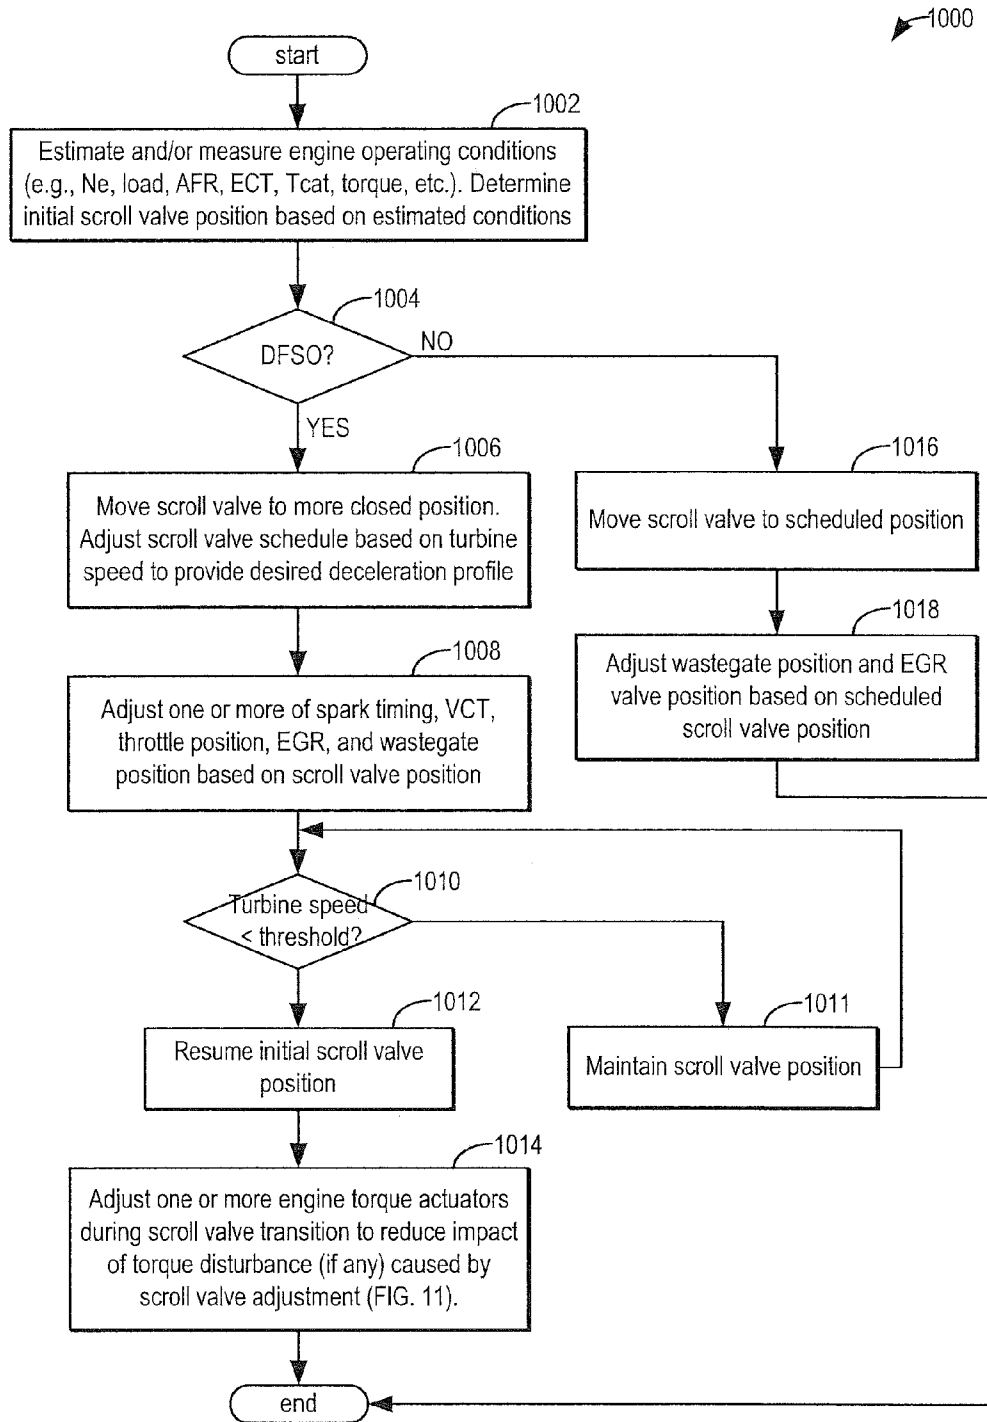 1000
start
1002
Estimate and/or measure engine operating conditions
(e.g., Ne, load, AFR, ECT, Tcat, torque, etc.). Determine
initial scroll valve position based on estimated conditions
1004
DFSO?
NO
YES
1006
Move scroll valve to more closed position.
Adjust scroll valve schedule based on turbine
speed to provide desired deceleration profile
1016
Move scroll valve to scheduled position
1008
Adjust one or more of spark timing, VCT,
throttle position, EGR, and wastegate
position based on scroll valve position
1018
Adjust wastegate position and EGR
valve position based on scheduled
scroll valve position
1010
Turbine speed
< threshold?
1012
Resume initial scroll valve
position
1011
Maintain scroll valve position
1014
Adjust one or more engine torque actuators
during scroll valve transition to reduce impact
of torque disturbance (if any) caused by
scroll valve adjustment (FIG. 11).
end